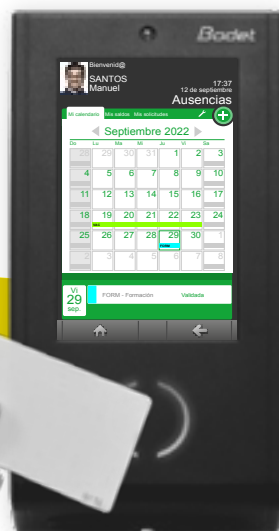 Bodet
Bienvenid@
SANTOS
Manuel
17:37
12 de septiembre
Ausencias
Mi calendario Mis saldos Mis solicitudes
Septiembre 2022
Do Lu Ma Mi Ju Vi Sa
28 29 30 31 1 2 3
4 5 6 7 8 9 10
11 12 13 14 15 16 17
18 19 20 21 22 23 24
25 26 27 28 29 30 1
FORM
2 3 4 5 6 7 8
Vi
29
sep.
FORM - Formación Validada